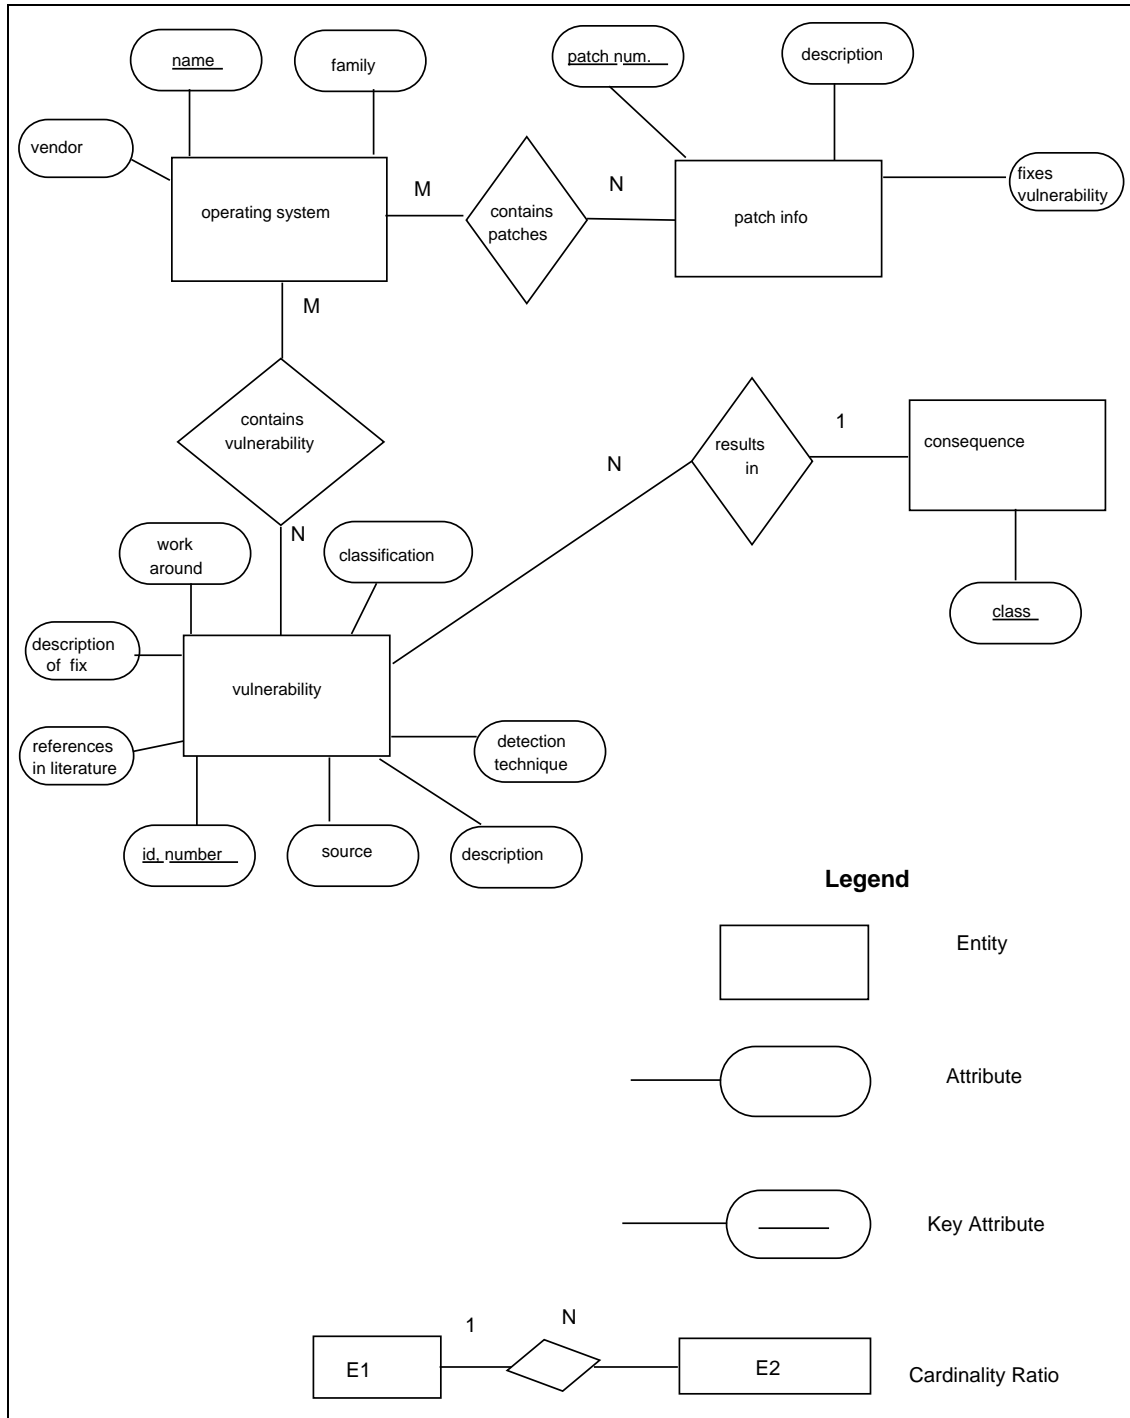 name
family
patch num.
description
vendor
fixes
vulnerability
operating system
M
contains
patches
N
patch info
M
contains
vulnerability
N
results
in
N
1
consequence
class
work
around
classification
description
of fix
vulnerability
references
in literature
detection
technique
id. number
source
description
Legend
Entity
Attribute
Key Attribute
E1
1
N
E2
Cardinality Ratio